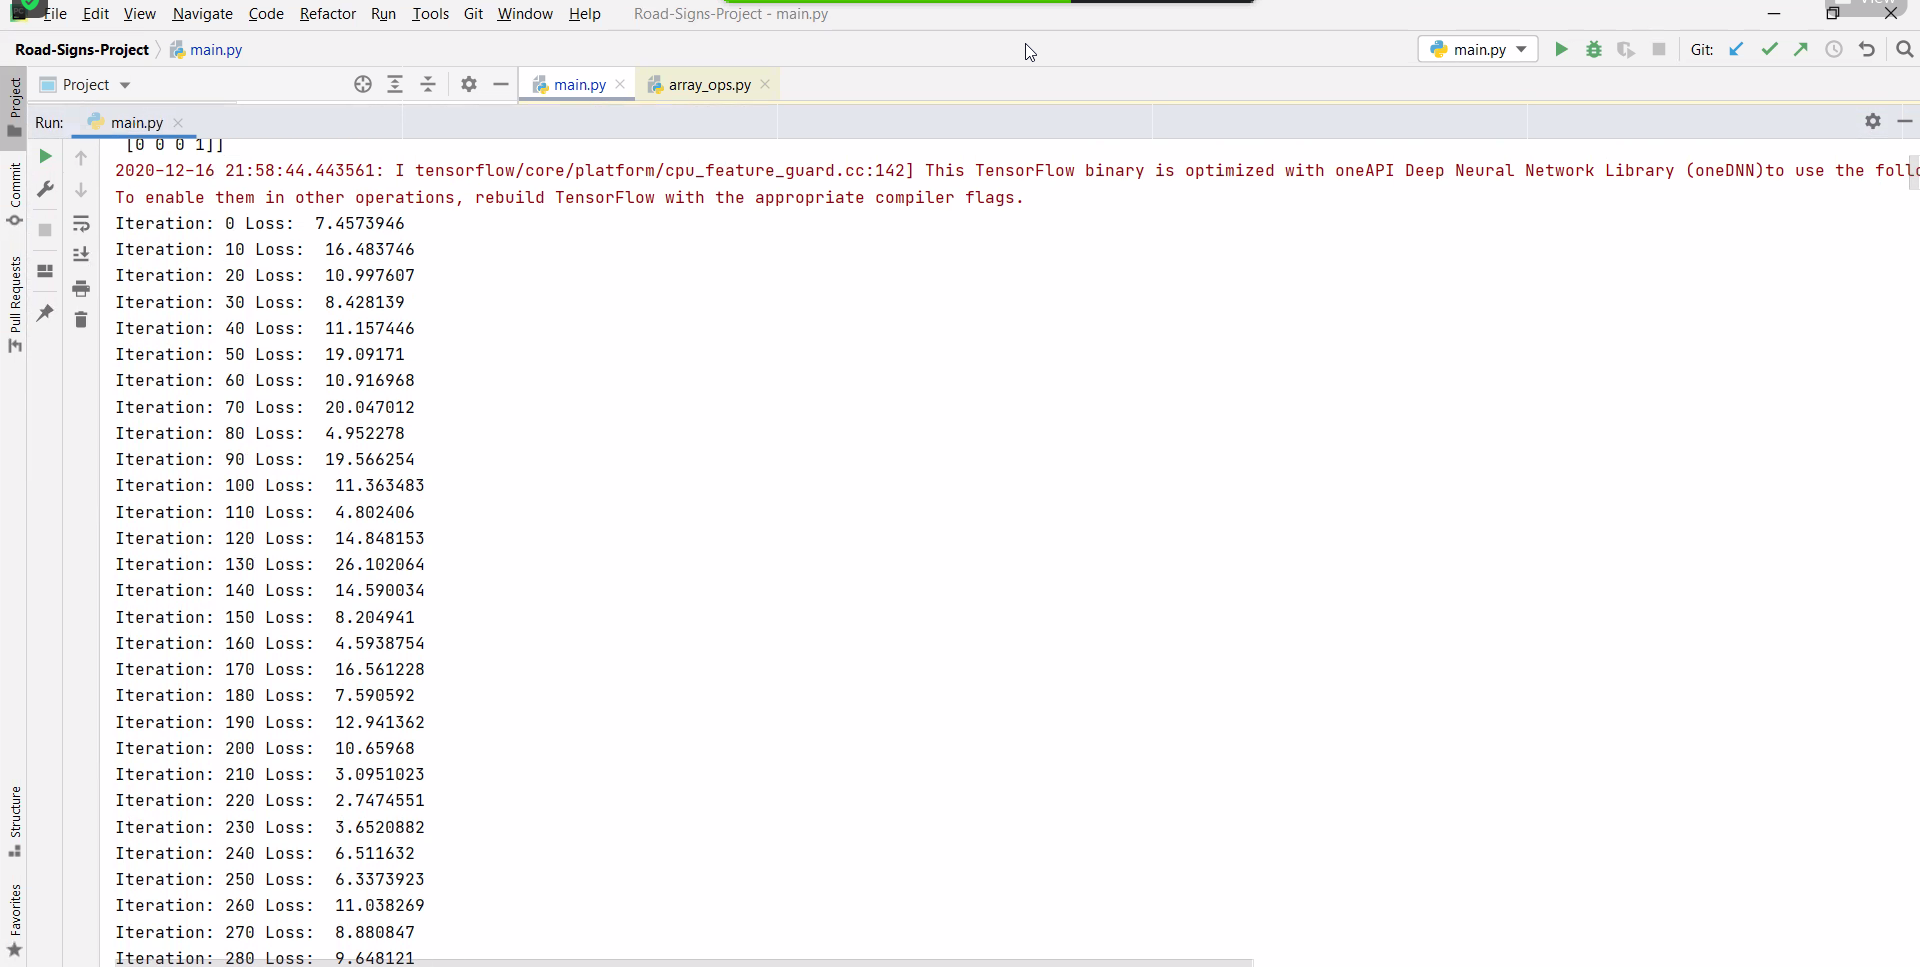 View
File Edit View Navigate Code Refactor Run Tools Git Window Help Road-Signs-Project - main.py
Road-Signs-Project main.py main.py Git:
Project main.py array_ops.py
Run: main.py
Project
Commit
Pull Requests
Structure
Favorites
[0 0 0 1]]
2020-12-16 21:58:44.443561: I tensorflow/core/platform/cpu_feature_guard.cc:142] This TensorFlow binary is optimized with oneAPI Deep Neural Network Library (oneDNN)to use the follo
To enable them in other operations, rebuild TensorFlow with the appropriate compiler flags.
Iteration: 0 Loss:  7.4573946
Iteration: 10 Loss:  16.483746
Iteration: 20 Loss:  10.997607
Iteration: 30 Loss:  8.428139
Iteration: 40 Loss:  11.157446
Iteration: 50 Loss:  19.09171
Iteration: 60 Loss:  10.916968
Iteration: 70 Loss:  20.047012
Iteration: 80 Loss:  4.952278
Iteration: 90 Loss:  19.566254
Iteration: 100 Loss:  11.363483
Iteration: 110 Loss:  4.802406
Iteration: 120 Loss:  14.848153
Iteration: 130 Loss:  26.102064
Iteration: 140 Loss:  14.590034
Iteration: 150 Loss:  8.204941
Iteration: 160 Loss:  4.5938754
Iteration: 170 Loss:  16.561228
Iteration: 180 Loss:  7.590592
Iteration: 190 Loss:  12.941362
Iteration: 200 Loss:  10.65968
Iteration: 210 Loss:  3.0951023
Iteration: 220 Loss:  2.7474551
Iteration: 230 Loss:  3.6520882
Iteration: 240 Loss:  6.511632
Iteration: 250 Loss:  6.3373923
Iteration: 260 Loss:  11.038269
Iteration: 270 Loss:  8.880847
Iteration: 280 Loss:  9.648121